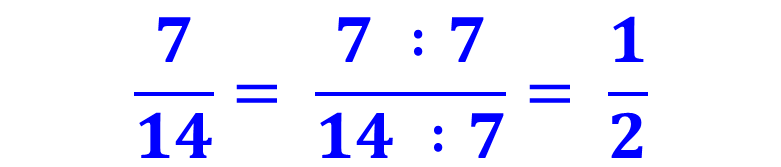 7/14 = 7 : 7/14 : 7 = 1/2